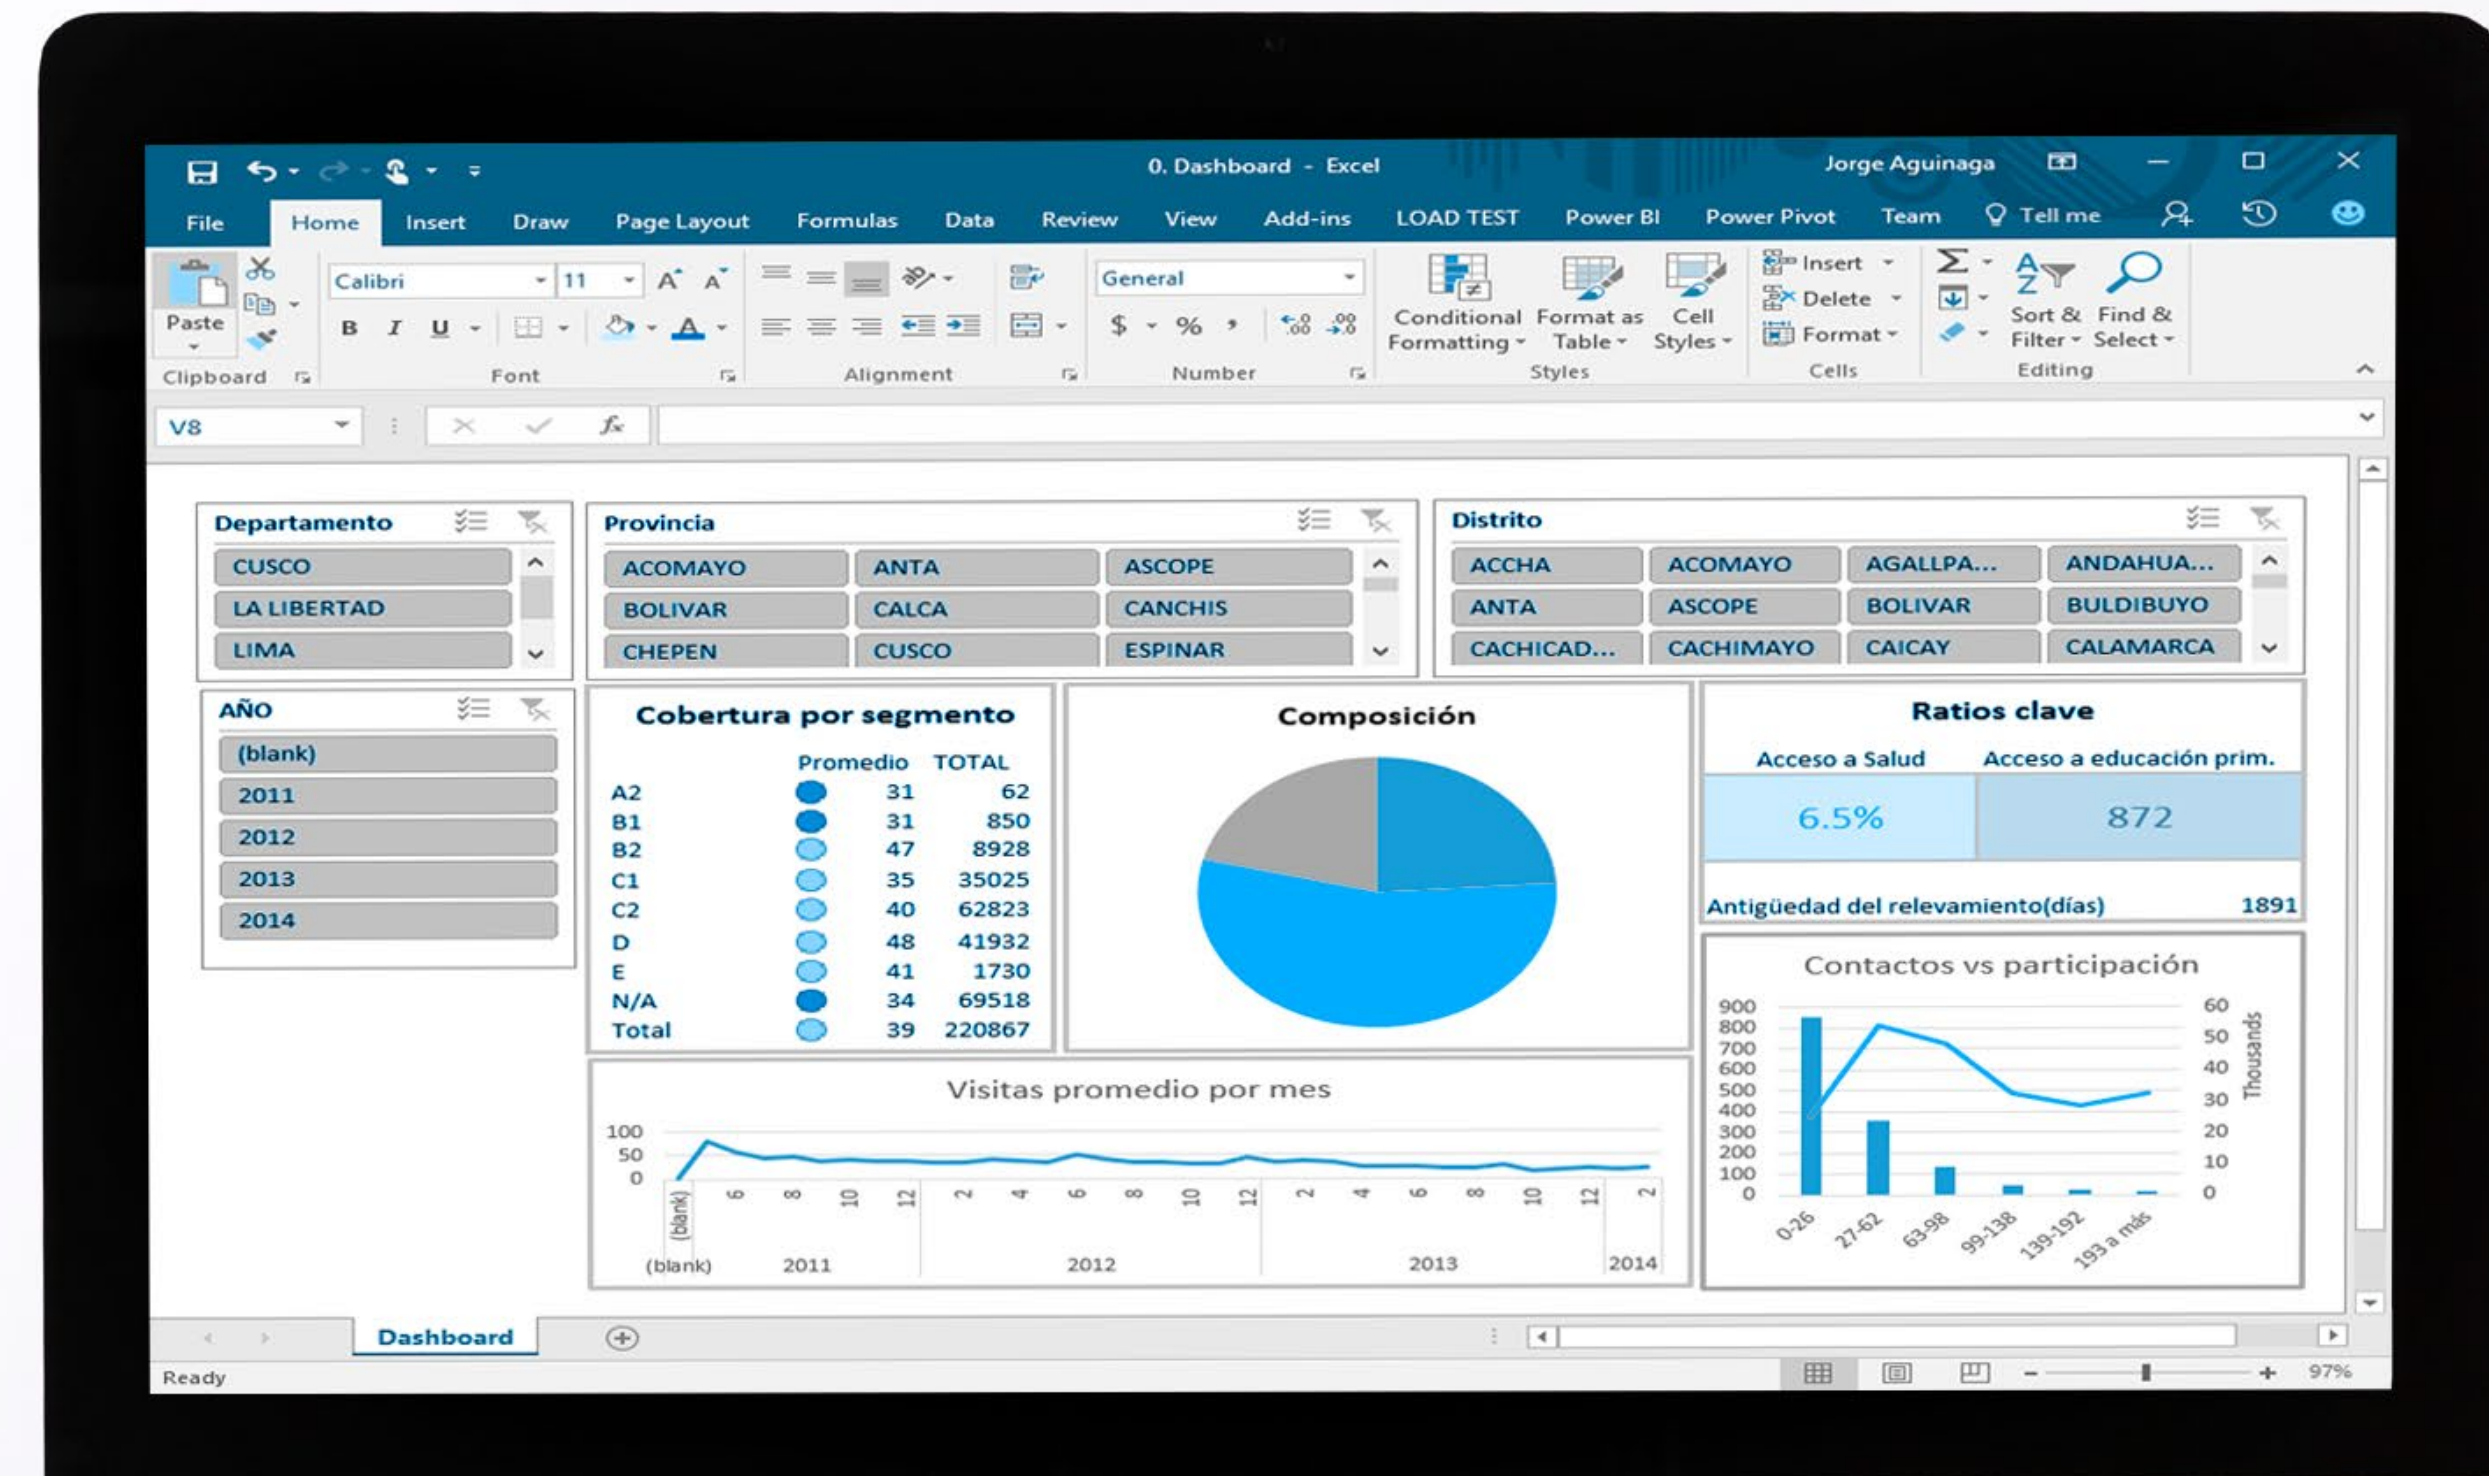 0. Dashboard - Excel
Jorge Aguinaga
File Home Insert Draw Page Layout Formulas Data Review View Add-ins LOAD TEST Power BI Power Pivot Team Tell me
Paste
Clipboard
Calibri 11 A A
B I U A
Font
Alignment
General
$ % , .00 .0
Number
Conditional Formatting
Format as Table
Cell Styles
Styles
Insert
Delete
Format
Cells
Sort & Filter
Find & Select
Editing
V8 fx
Departamento
CUSCO
LA LIBERTAD
LIMA
Provincia
ACOMAYO ANTA ASCOPE
BOLIVAR CALCA CANCHIS
CHEPEN CUSCO ESPINAR
Distrito
ACCHA ACOMAYO AGALLPA... ANDAHUA...
ANTA ASCOPE BOLIVAR BULDIBUYO
CACHICAD... CACHIMAYO CAICAY CALAMARCA
AÑO
(blank)
2011
2012
2013
2014
Cobertura por segmento
Promedio TOTAL
A2 31 62
B1 31 850
B2 47 8928
C1 35 35025
C2 40 62823
D 48 41932
E 41 1730
N/A 34 69518
Total 39 220867
Composición
Ratios clave
Acceso a Salud Acceso a educación prim.
6.5% 872
Antigüedad del relevamiento(días) 1891
Visitas promedio por mes
100
50
0
(blank) 6 8 10 12 2 4 6 8 10 12 2 4 6 8 10 12 2
(blank) 2011 2012 2013 2014
Contactos vs participación
900
800
700
600
500
400
300
200
100
0
60
50
40
30
20
10
0
Thousands
0-26 27-62 63-98 99-138 139-192 193 a más
Dashboard
Ready
97%